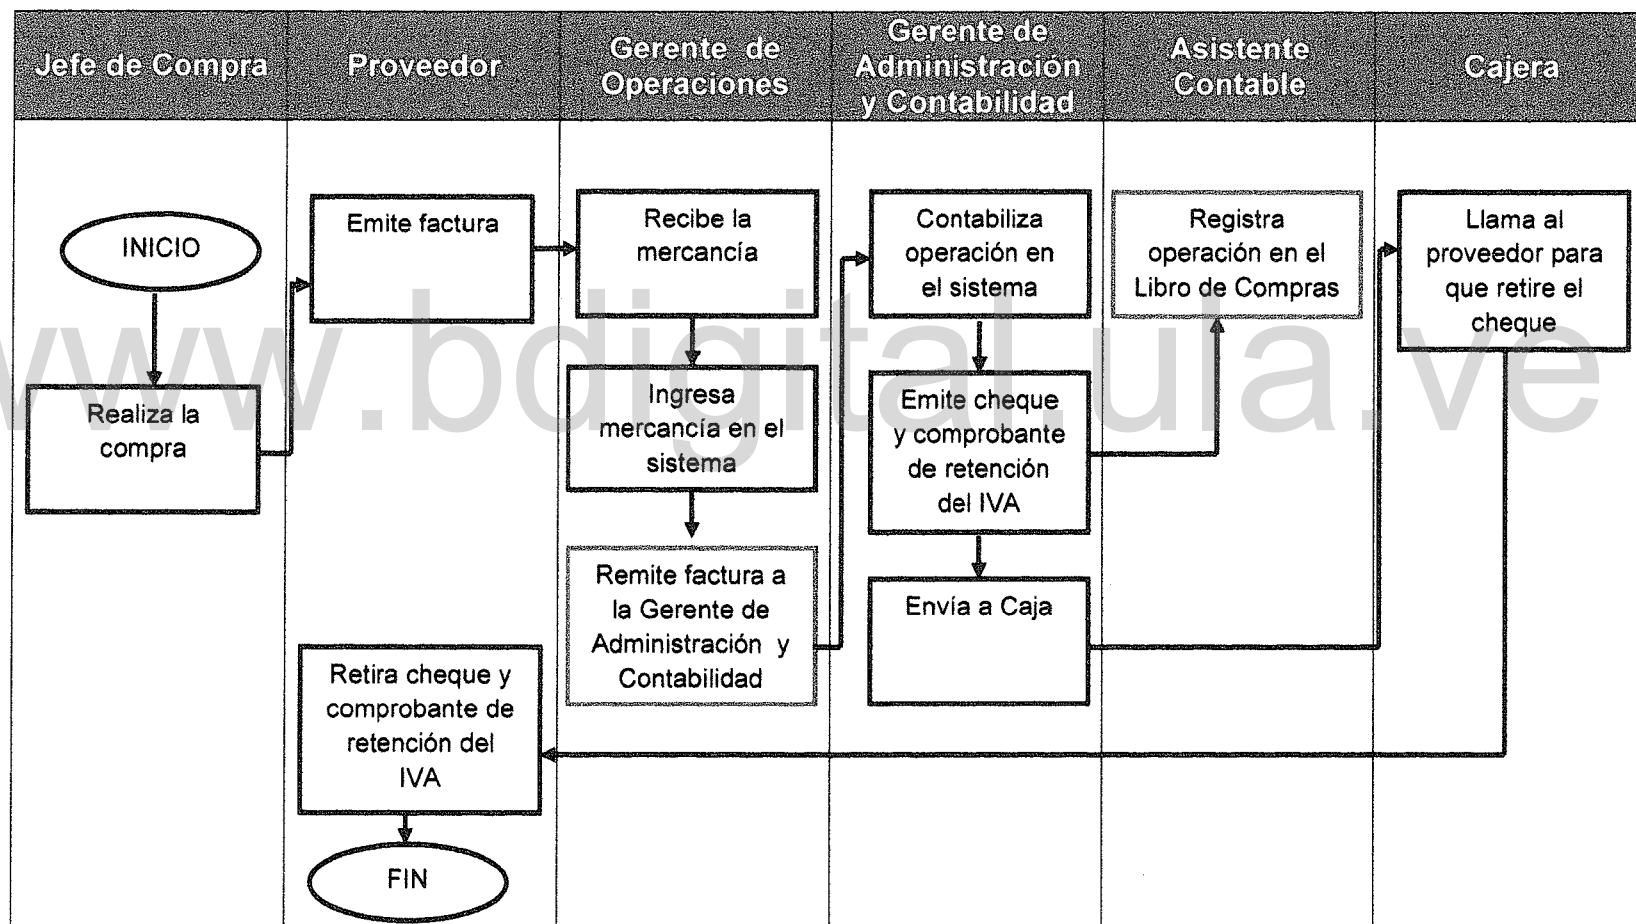 Jefe de Compra
Proveedor
Gerente de
Operaciones
Gerente de
Administración
y Contabilidad
Asistente
Contable
Cajera
INICIO
Realiza la
compra
Emite factura
Recibe la
mercancía
Ingresa
mercancía en el
sistema
Remite factura a
la Gerente de
Administración y
Contabilidad
Contabiliza
operación en
el sistema
Emite cheque
y comprobante
de retención
del IVA
Envía a Caja
Registra
operación en el
Libro de Compras
Llama al
proveedor para
que retire el
cheque
Retira cheque y
comprobante de
retención del
IVA
FIN
www.bdigital.ula.ve